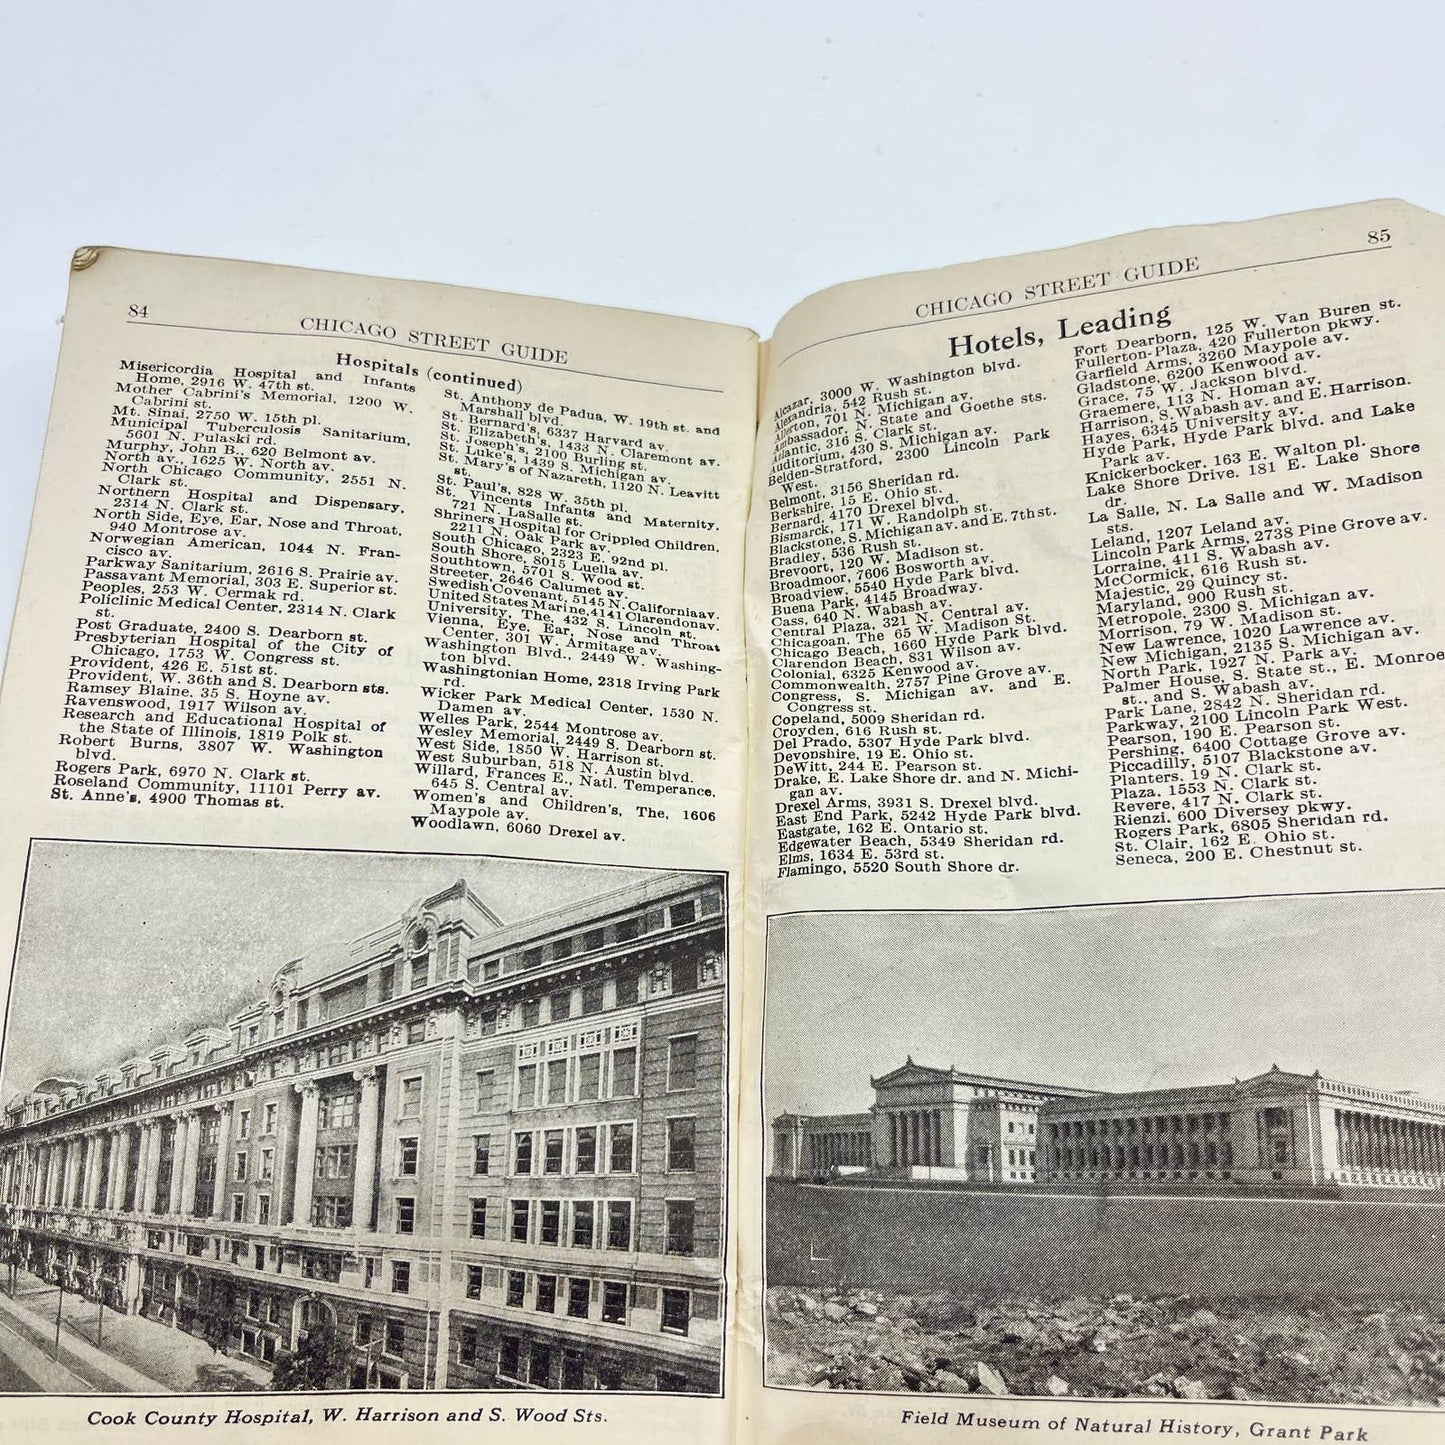 84
CHICAGO STREET GUIDE
Hospitals (continued)
Misericordia Hospital and Infants
Home, 2916 W. 47th st.
Mother Cabrini's Memorial, 1200 W.
Cabrini st.
Mt. Sinai, 2750 W. 15th pl.
Municipal Tuberculosis Sanitarium,
5601 N. Pulaski rd.
Murphy, John B., 620 Belmont av.
North av., 1625 W. North av.
North Chicago Community, 2551 N.
Clark st.
Northern Hospital and Dispensary,
2314 N. Clark st.
North Side, Eye, Ear, Nose and Throat,
940 Montrose av.
Norwegian American, 1044 N. Fran-
cisco av.
Parkway Sanitarium, 2616 S. Prairie av.
Passavant Memorial, 303 E. Superior st.
Peoples, 253 W. Cermak rd.
Policlinic Medical Center, 2314 N. Clark
st.
Post Graduate, 2400 S. Dearborn st.
Presbyterian Hospital of the City of
Chicago, 1753 W. Congress st.
Provident, 426 E. 51st st.
Provident, W. 36th and S. Dearborn sts.
Ramsey Blaine, 35 S. Hoyne av.
Ravenswood, 1917 Wilson av.
Research and Educational Hospital of
the State of Illinois, 1819 Polk st.
Robert Burns, 3807 W. Washington
blvd.
Rogers Park, 6970 N. Clark st.
Roseland Community, 11101 Perry av.
St. Anne's, 4900 Thomas st.
St. Anthony de Padua, W. 19th st. and
Marshall blvd.
St. Bernard's, 6337 Harvard av.
St. Elizabeth's, 1433 N. Claremont av.
St. Joseph's, 2100 Burling st.
St. Luke's, 1439 S. Michigan av.
St. Mary's of Nazareth, 1120 N. Leavitt
st.
St. Paul's, 828 W. 35th pl.
St. Vincents Infants and Maternity,
721 N. LaSalle st.
Shriners Hospital for Crippled Children,
2211 N. Oak Park av.
South Chicago, 2323 E. 92nd pl.
South Shore, 8015 Luella av.
Southtown, 5701 S. Wood st.
Streeter, 2646 Calumet av.
Swedish Covenant, 5145 N. California av.
United States Marine, 4141 Clarendon av.
University, The, 432 S. Lincoln st.
Vienna, Eye, Ear, Nose and Throat
Center, 301 W. Armitage av.
Washington Blvd., 2449 W. Washing-
ton blvd.
Washingtonian Home, 2318 Irving Park
rd.
Wicker Park Medical Center, 1530 N.
Damen av.
Welles Park, 2544 Montrose av.
Wesley Memorial, 2449 S. Dearborn st.
West Side, 1850 W. Harrison st.
West Suburban, 518 N. Austin blvd.
Willard, Frances E., Natl. Temperance,
645 S. Central av.
Women's and Children's, The, 1606
Maypole av.
Woodlawn, 6060 Drexel av.
Cook County Hospital, W. Harrison and S. Wood Sts.
CHICAGO STREET GUIDE
85
Hotels, Leading
Alcazar, 3000 W. Washington blvd.
Alexandria, 542 Rush st.
Allerton, 701 N. Michigan av.
Ambassador, N. State and Goethe sts.
Atlantic, 316 S. Clark st.
Auditorium, 430 S. Michigan av.
Belden-Stratford, 2300 Lincoln Park
West.
Belmont, 3156 Sheridan rd.
Berkshire, 15 E. Ohio st.
Bernard, 4170 Drexel blvd.
Bismarck, 171 W. Randolph st.
Blackstone, S. Michigan av. and E. 7th st.
Bradley, 536 Rush st.
Brevoort, 120 W. Madison st.
Broadmoor, 7606 Bosworth av.
Broadview, 5540 Hyde Park blvd.
Buena Park, 4145 Broadway.
Cass, 640 N. Wabash av.
Central Plaza, 321 N. Central av.
Chicagoan, The 65 W. Madison St.
Chicago Beach, 1660 Hyde Park blvd.
Clarendon Beach, 831 Wilson av.
Colonial, 6325 Kenwood av.
Commonwealth, 2757 Pine Grove av.
Congress, S. Michigan av. and E.
Congress st.
Copeland, 5009 Sheridan rd.
Croyden, 616 Rush st.
Del Prado, 5307 Hyde Park blvd.
Devonshire, 19 E. Ohio st.
DeWitt, 244 E. Pearson st.
Drake, E. Lake Shore dr. and N. Michi-
gan av.
Drexel Arms, 3931 S. Drexel blvd.
East End Park, 5242 Hyde Park blvd.
Eastgate, 162 E. Ontario st.
Edgewater Beach, 5349 Sheridan rd.
Elms, 1634 E. 53rd st.
Flamingo, 5520 South Shore dr.
Fort Dearborn, 125 W. Van Buren st.
Fullerton-Plaza, 420 Fullerton pkwy.
Garfield Arms, 3260 Maypole av.
Gladstone, 6200 Kenwood av.
Grace, 75 W. Jackson blvd.
Graemere, 113 N. Homan av.
Harrison, S. Wabash av. and E. Harrison.
Hayes, 6345 University av.
Hyde Park, Hyde Park blvd. and Lake
Park av.
Knickerbocker, 163 E. Walton pl.
Lake Shore Drive. 181 E. Lake Shore
dr.
La Salle, N. La Salle and W. Madison
sts.
Leland, 1207 Leland av.
Lincoln Park Arms, 2738 Pine Grove av.
Lorraine, 411 S. Wabash av.
McCormick, 616 Rush st.
Majestic, 29 Quincy st.
Maryland, 900 Rush st.
Metropole, 2300 S. Michigan av.
Morrison, 79 W. Madison st.
New Lawrence, 1020 Lawrence av.
New Michigan, 2135 S. Michigan av.
North Park, 1927 N. Park av.
Palmer House, S. State st., E. Monroe
st., and S. Wabash av.
Park Lane, 2842 N. Sheridan rd.
Parkway, 2100 Lincoln Park West.
Pearson, 190 E. Pearson st.
Pershing, 6400 Cottage Grove av.
Piccadilly, 5107 Blackstone av.
Planters. 19 N. Clark st.
Plaza, 1553 N. Clark st.
Revere, 417 N. Clark st.
Rienzi. 600 Diversey pkwy.
Rogers Park, 6805 Sheridan rd.
St. Clair, 162 E. Ohio st.
Seneca, 200 E. Chestnut st.
Field Museum of Natural History, Grant Park